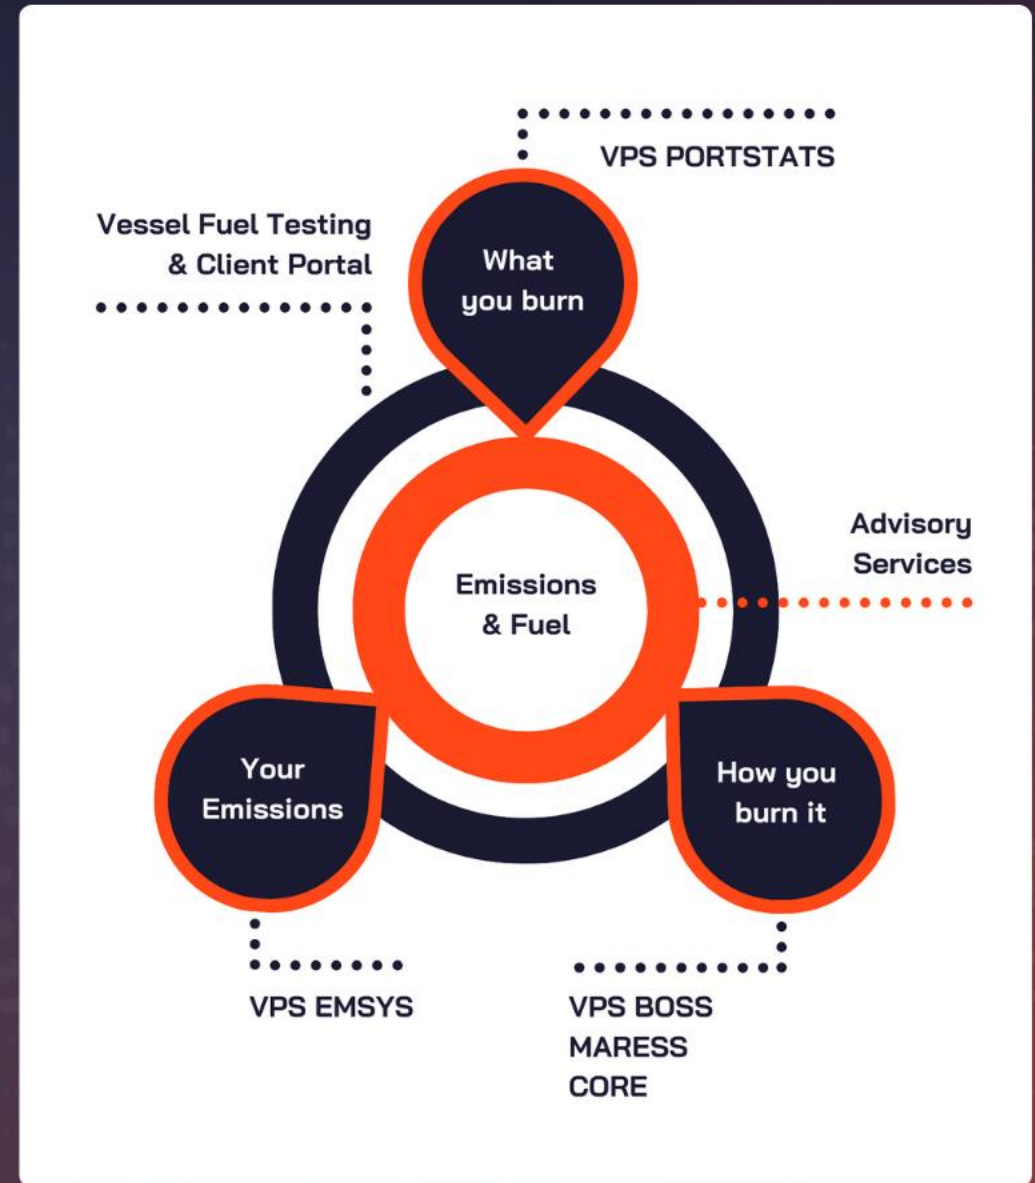 VPS PORTSTATS
Vessel Fuel Testing
& Client Portal
What
you burn
Advisory
Services
Emissions
& Fuel
Your
Emissions
How you
burn it
VPS EMSYS
VPS BOSS
MARESS
CORE